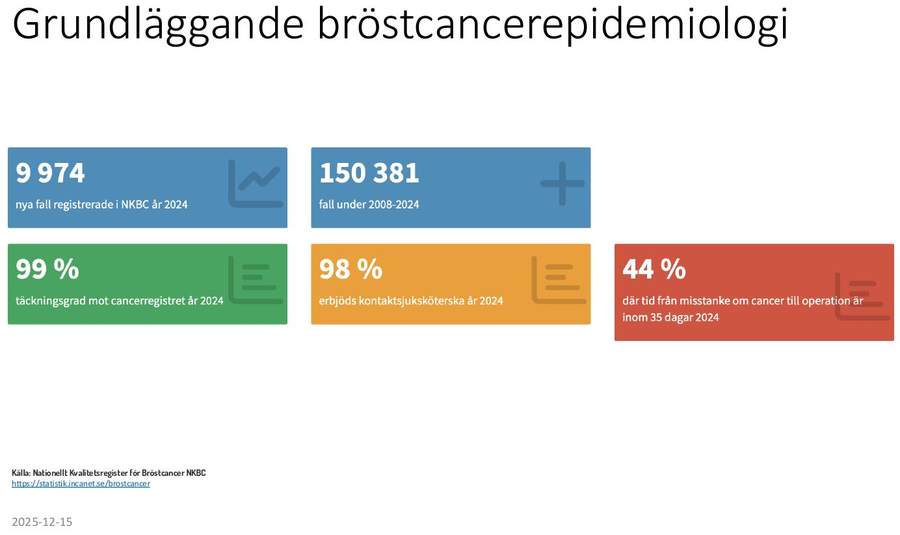 Grundläggande bröstcancerepidemiologi
9 974
nya fall registrerade i NKBC år 2024
150 381
fall under 2008-2024
99 %
täckningsgrad mot cancerregistret år 2024
98 %
erbjöds kontaktsjuksköterska år 2024
44 %
där tid från misstanke om cancer till operation är
inom 35 dagar 2024
Källa: Nationellt Kvalitetsregister för Bröstcancer NKBC
https://statistik.incanet.se/brostcancer
2025-12-15